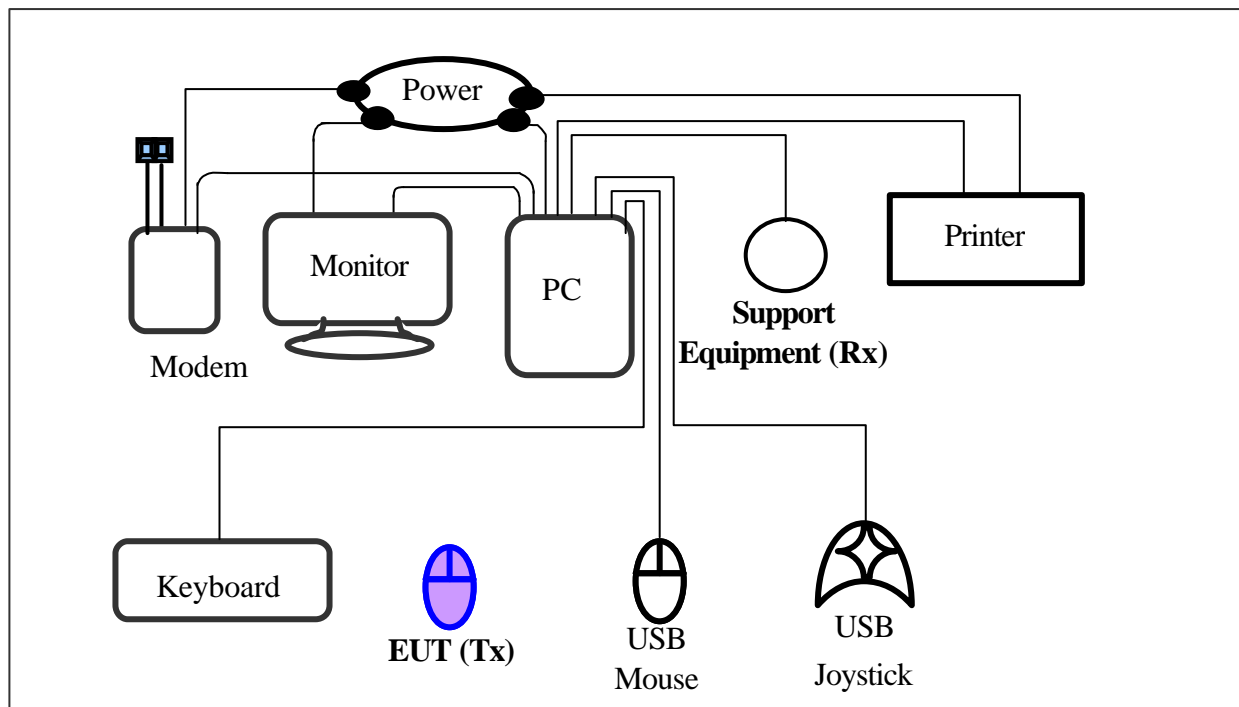 Power
Printer
Monitor
PC
Support
Equipment (Rx)
Modem
Keyboard
EUT (Tx)
USB
Mouse
USB
Joystick